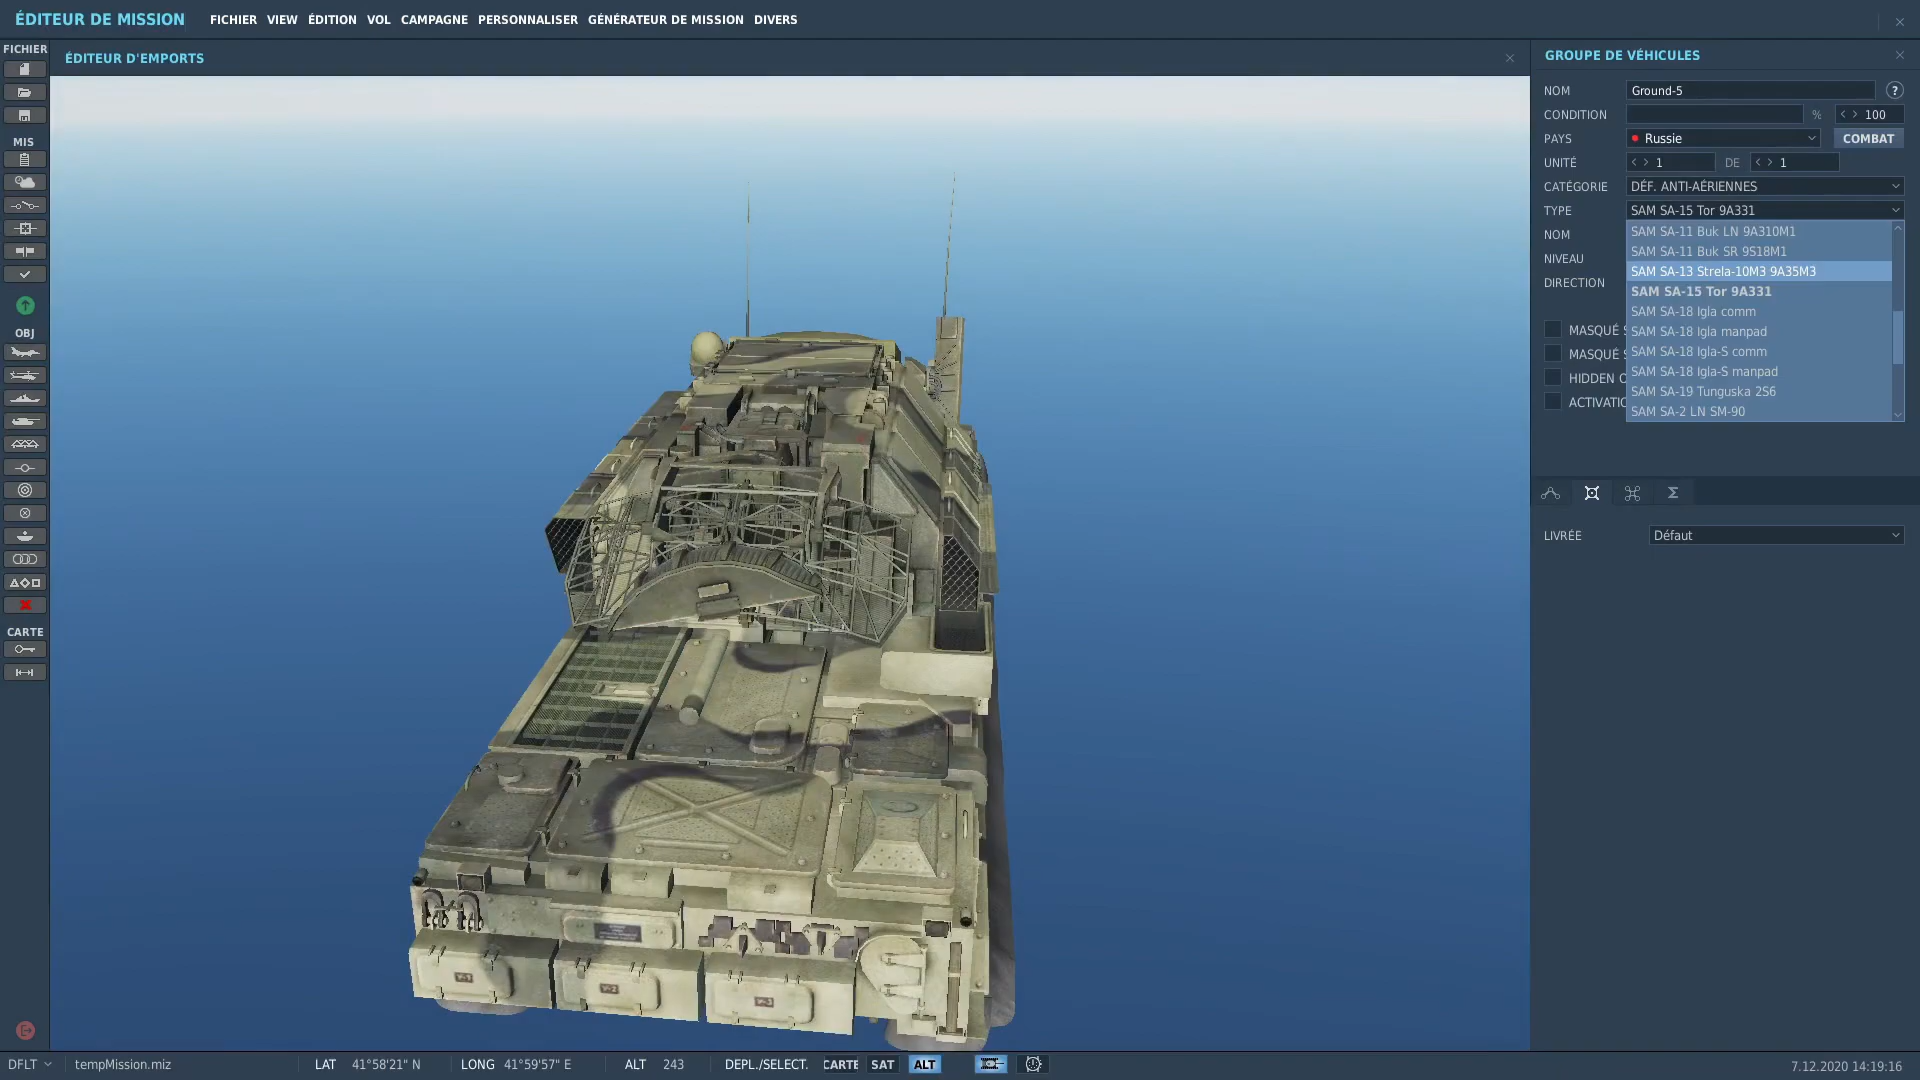 ÉDITEUR DE MISSION
FICHIER VIEW ÉDITION VOL CAMPAGNE PERSONNALISER GÉNÉRATEUR DE MISSION DIVERS
FICHIER
MIS
OBJ
CARTE
ÉDITEUR D'EMPORTS
GROUPE DE VÉHICULES
NOM Ground-5 ?
CONDITION % 100
PAYS Russie COMBAT
UNITÉ 1 DE 1
CATÉGORIE DÉF. ANTI-AÉRIENNES
TYPE SAM SA-15 Tor 9A331
NOM
NIVEAU
DIRECTION
SAM SA-11 Buk LN 9A310M1
SAM SA-11 Buk SR 9S18M1
SAM SA-13 Strela-10M3 9A35M3
SAM SA-15 Tor 9A331
SAM SA-18 Igla comm
SAM SA-18 Igla manpad
SAM SA-18 Igla-S comm
SAM SA-18 Igla-S manpad
SAM SA-19 Tunguska 2S6
SAM SA-2 LN SM-90
MASQUÉ
MASQUÉ
HIDDEN
ACTIVATIO
LIVRÉE Défaut
У-1
У-2
У-3
DFLT tempMission.miz LAT 41°58'21" N LONG 41°59'57" E ALT 243 DEPL./SELECT. CARTE SAT ALT 7.12.2020 14:19:16